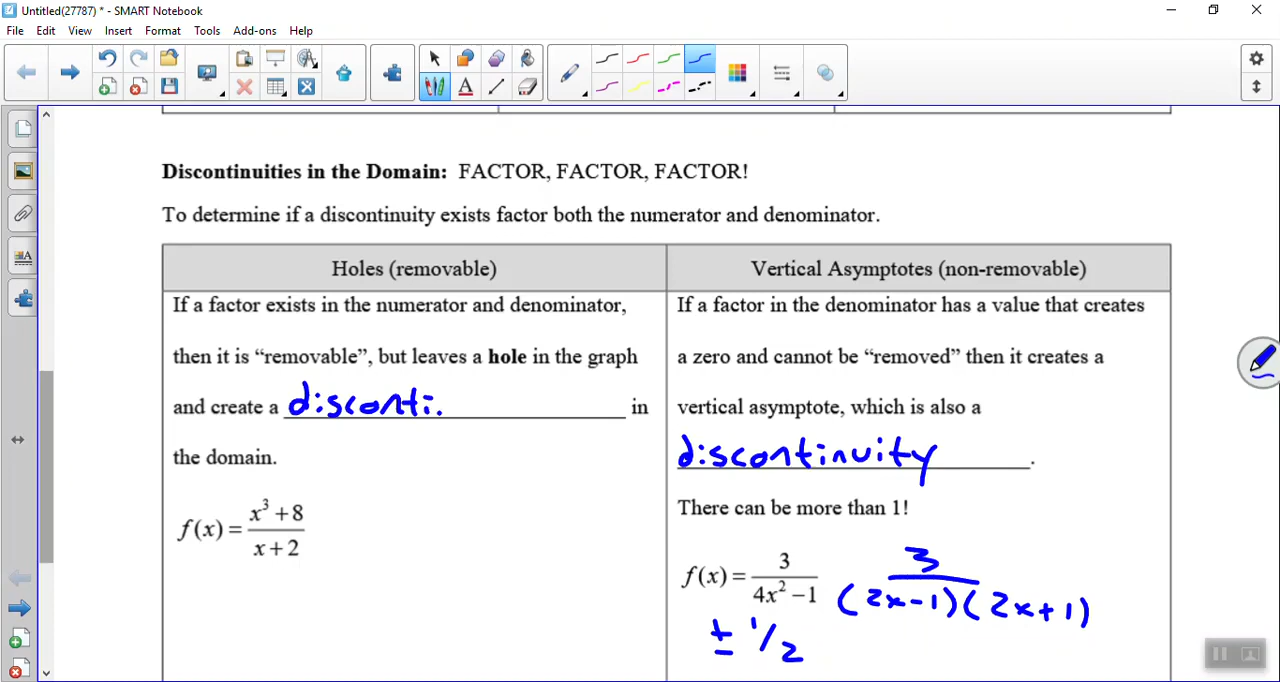 Untitled(27787) * - SMART Notebook
File Edit View Insert Format Tools Add-ons Help
Discontinuities in the Domain: FACTOR, FACTOR, FACTOR!
To determine if a discontinuity exists factor both the numerator and denominator.
Holes (removable)
If a factor exists in the numerator and denominator,
then it is “removable”, but leaves a hole in the graph
and create a disconti. in
the domain.
f(x) = (x³ + 8)/(x + 2)
Vertical Asymptotes (non-removable)
If a factor in the denominator has a value that creates
a zero and cannot be “removed” then it creates a
vertical asymptote, which is also a
discontinuity.
There can be more than 1!
f(x) = 3/(4x² − 1) 3/((2x-1)(2x+1))
± 1/2